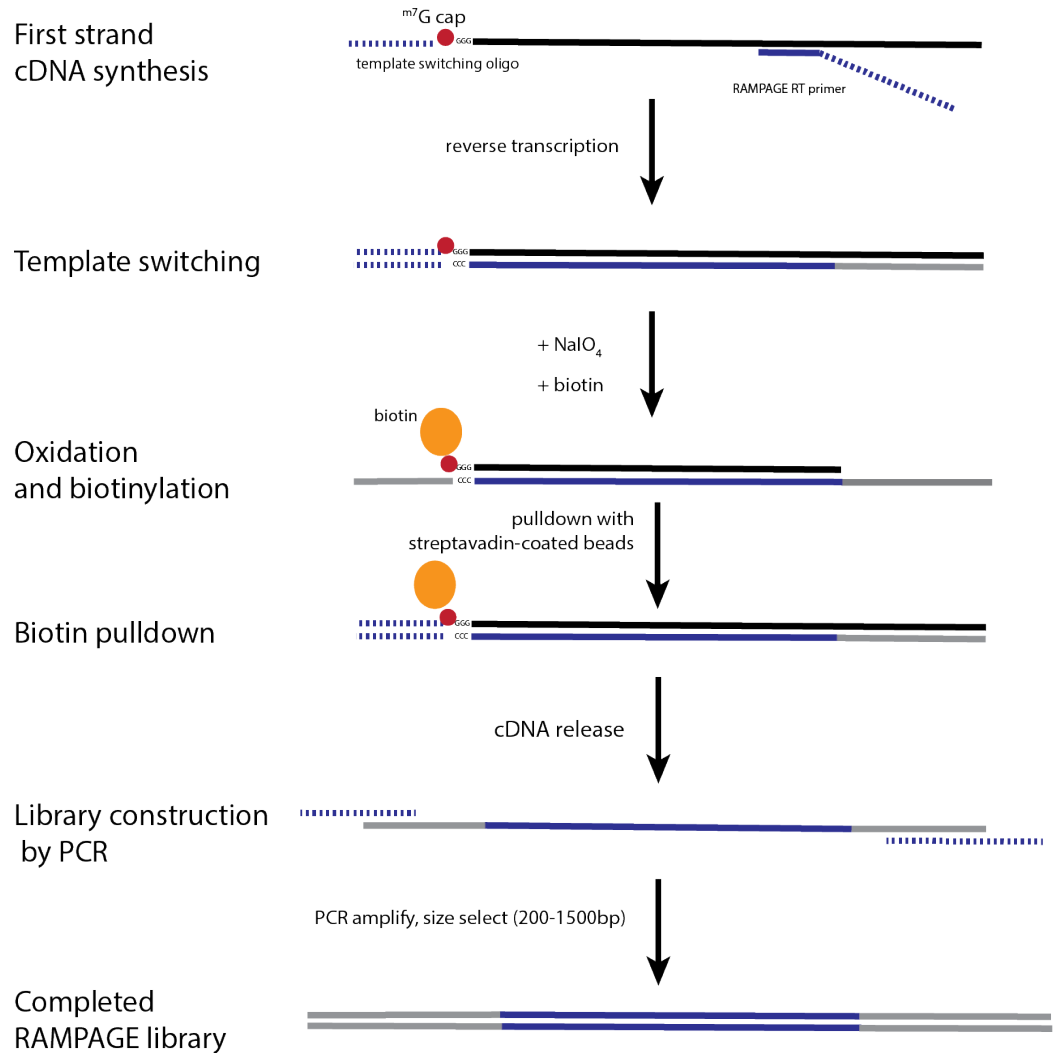 First strand
cDNA synthesis
m7G cap
GGG
template switching oligo
RAMPAGE RT primer
reverse transcription
Template switching
GGG
CCC
+ NaIO4
+ biotin
biotin
Oxidation
and biotinylation
GGG
CCC
pulldown with
streptavadin-coated beads
Biotin pulldown
GGG
CCC
cDNA release
Library construction
by PCR
PCR amplify, size select (200-1500bp)
Completed
RAMPAGE library